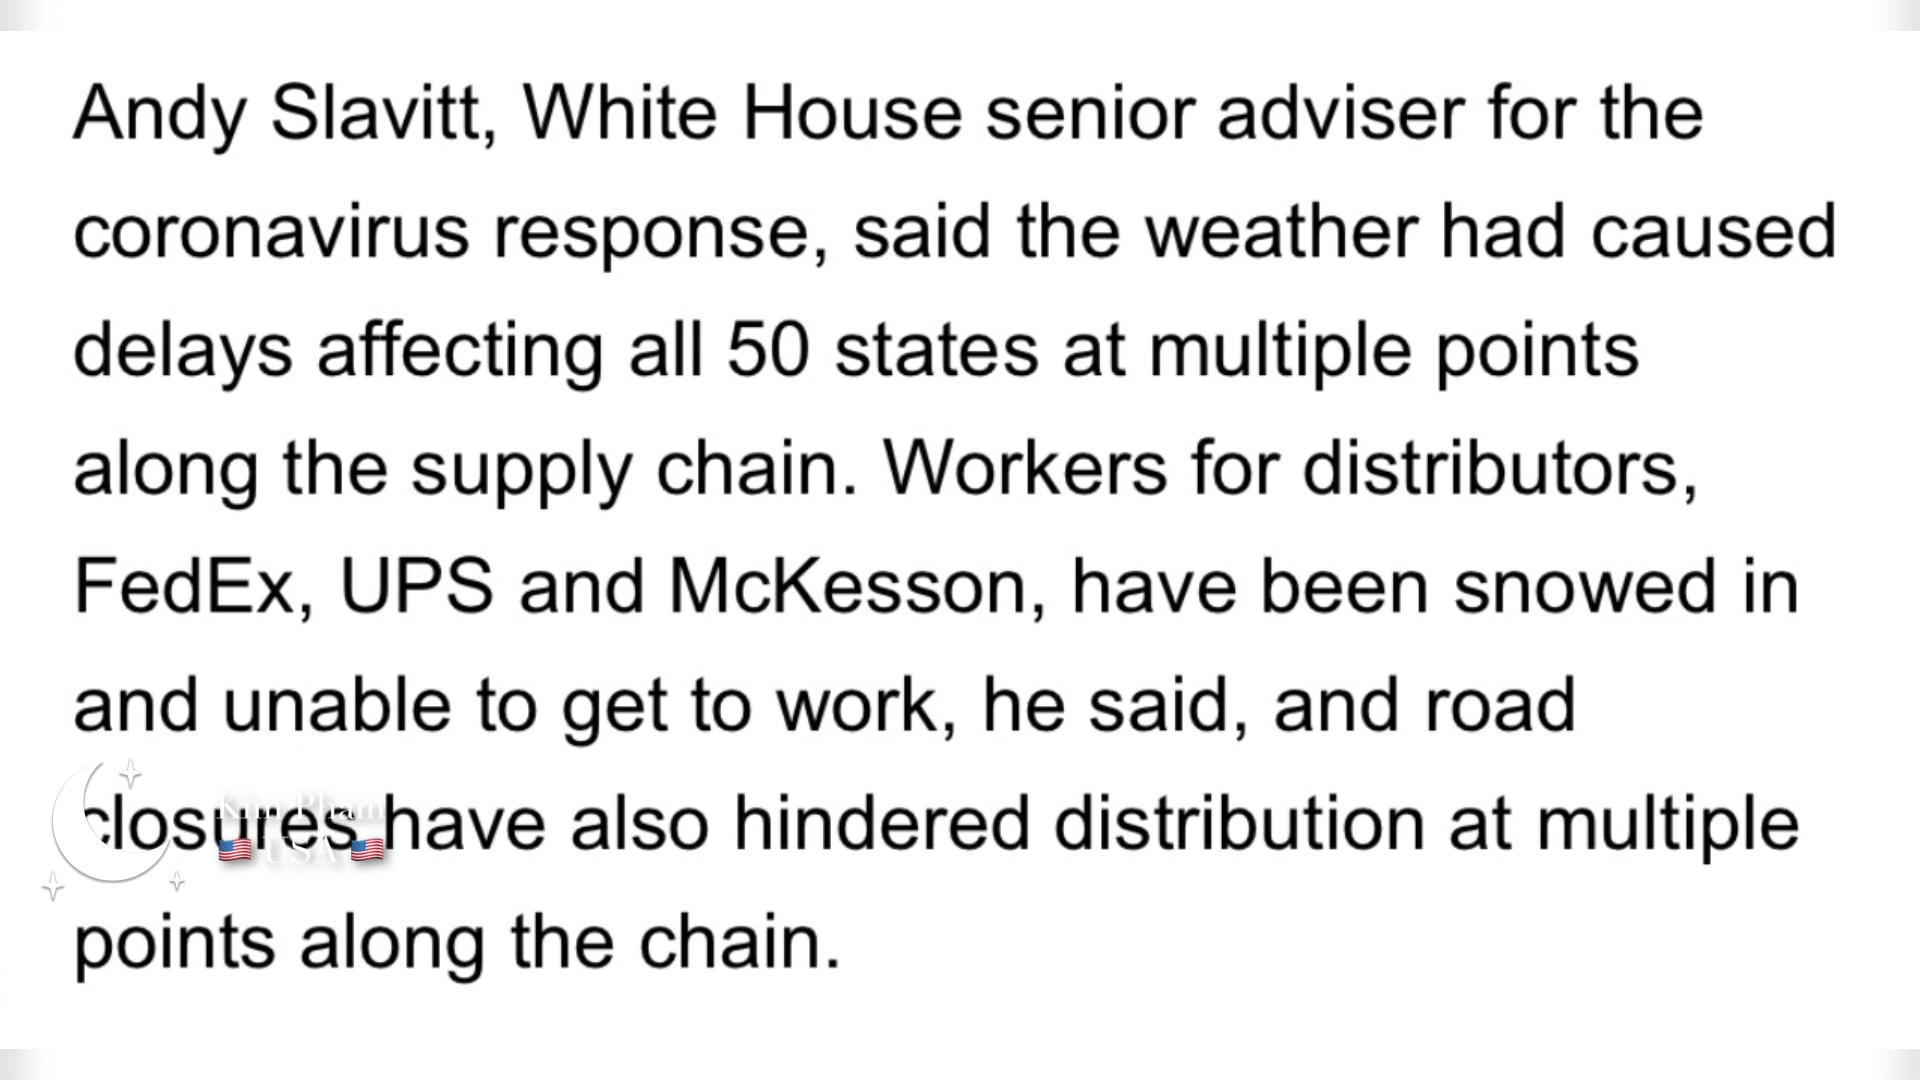 Andy Slavitt, White House senior adviser for the
coronavirus response, said the weather had caused
delays affecting all 50 states at multiple points
along the supply chain. Workers for distributors,
FedEx, UPS and McKesson, have been snowed in
and unable to get to work, he said, and road
closures have also hindered distribution at multiple
points along the chain.
Kim Pham
USA